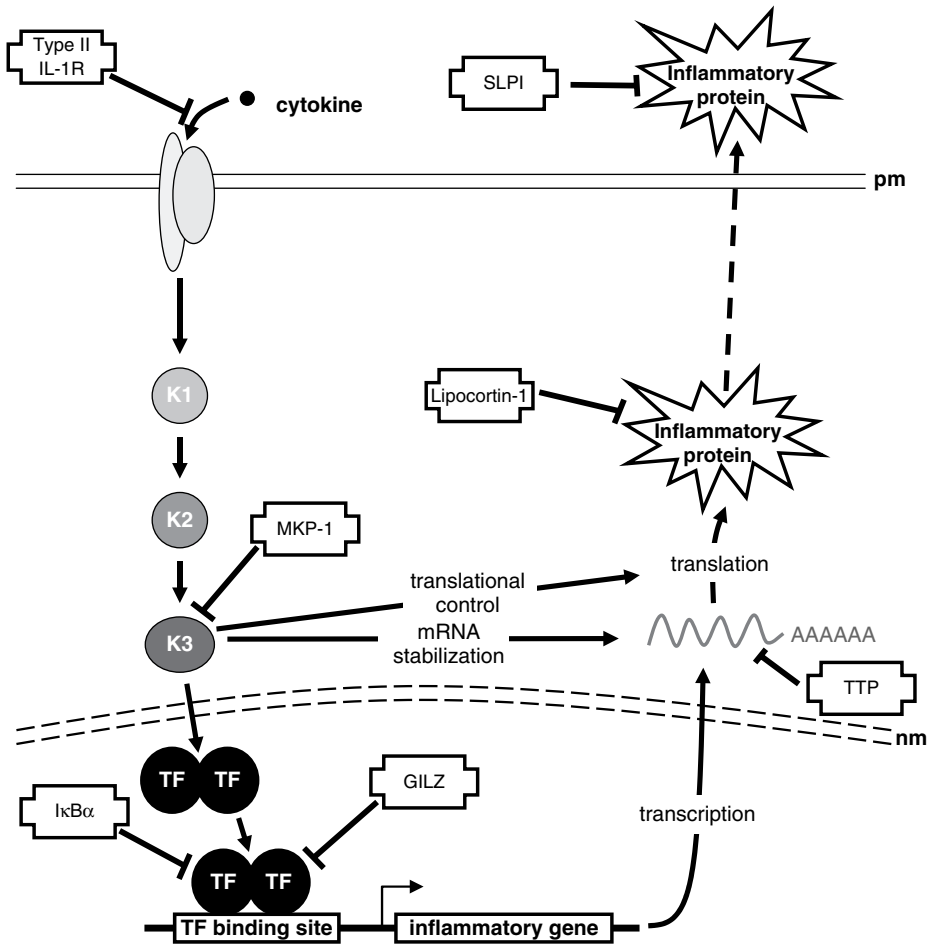 Type II
IL-1R
cytokine
SLPI
Inflammatory
protein
pm
K1
Lipocortin-1
Inflammatory
protein
K2
MKP-1
translational
control
translation
K3
mRNA
stabilization
AAAAAA
TTP
nm
TF TF
GILZ
IκBα
transcription
TF TF
TF binding site
inflammatory gene